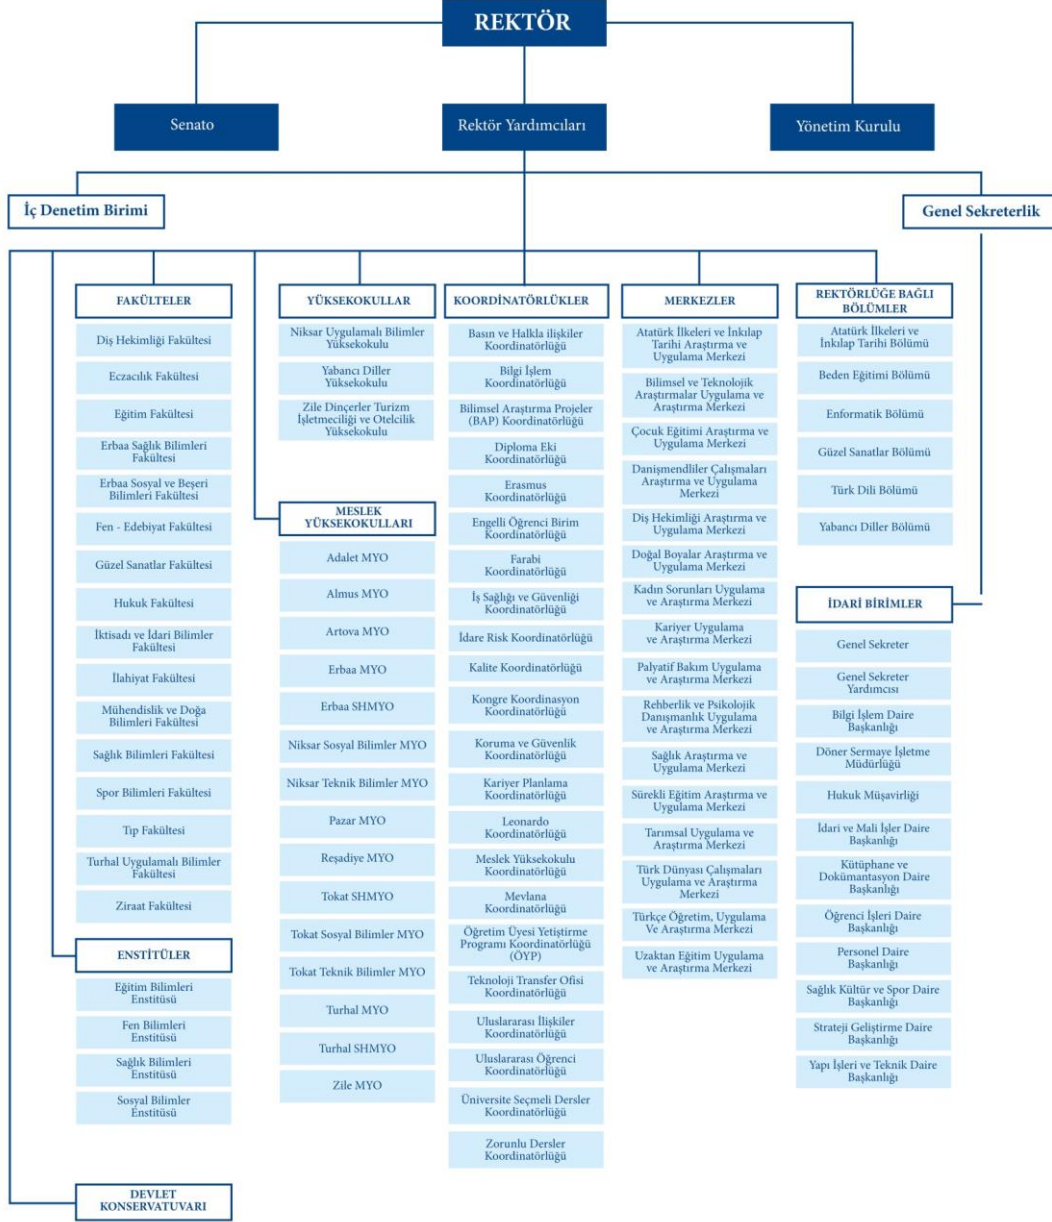 REKTÖR
Senato
Rektör Yardımcıları
Yönetim Kurulu
İç Denetim Birimi
Genel Sekreterlik
FAKÜLTELER
Diş Hekimliği Fakültesi
Eczacılık Fakültesi
Eğitim Fakültesi
Erbaa Sağlık Bilimleri
Fakültesi
Erbaa Sosyal ve Beşeri
Bilimleri Fakültesi
Fen - Edebiyat Fakültesi
Güzel Sanatlar Fakültesi
Hukuk Fakültesi
İktisadı ve İdari Bilimler
Fakültesi
İlahiyat Fakültesi
Mühendislik ve Doğa
Bilimleri Fakültesi
Sağlık Bilimleri Fakültesi
Spor Bilimleri Fakültesi
Tıp Fakültesi
Turhal Uygulamalı Bilimler
Fakültesi
Ziraat Fakültesi
ENSTİTÜLER
Eğitim Bilimleri
Enstitüsü
Fen Bilimleri
Enstitüsü
Sağlık Bilimleri
Enstitüsü
Sosyal Bilimler
Enstitüsü
DEVLET
KONSERVATUVARI
YÜKSEKOKULLAR
Niksar Uygulamalı Bilimler
Yüksekokulu
Yabancı Diller
Yüksekokulu
Zile Dinçerler Turizm
İşletmeciliği ve Otelcilik
Yüksekokulu
MESLEK
YÜKSEKOKULLARI
Adalet MYO
Almus MYO
Artova MYO
Erbaa MYO
Erbaa SHMYO
Niksar Sosyal Bilimler MYO
Niksar Teknik Bilimler MYO
Pazar MYO
Reşadiye MYO
Tokat SHMYO
Tokat Sosyal Bilimler MYO
Tokat Teknik Bilimler MYO
Turhal MYO
Turhal SHMYO
Zile MYO
KOORDİNATÖRLÜKLER
Basın ve Halkla ilişkiler
Koordinatörlüğü
Bilgi İşlem
Koordinatörlüğü
Bilimsel Araştırma Projeler
(BAP) Koordinatörlüğü
Diploma Eki
Koordinatörlüğü
Erasmus
Koordinatörlüğü
Engelli Öğrenci Birim
Koordinatörlüğü
Farabi
Koordinatörlüğü
İş Sağlığı ve Güvenliği
Koordinatörlüğü
İdare Risk Koordinatörlüğü
Kalite Koordinatörlüğü
Kongre Koordinasyon
Koordinatörlüğü
Koruma ve Güvenlik
Koordinatörlüğü
Kariyer Planlama
Koordinatörlüğü
Leonardo
Koordinatörlüğü
Meslek Yüksekokulu
Koordinatörlüğü
Mevlana
Koordinatörlüğü
Öğretim Üyesi Yetiştirme
Programı Koordinatörlüğü
(ÖYP)
Teknoloji Transfer Ofisi
Koordinatörlüğü
Uluslararası İlişkiler
Koordinatörlüğü
Uluslararası Öğrenci
Koordinatörlüğü
Üniversite Seçmeli Dersler
Koordinatörlüğü
Zorunlu Dersler
Koordinatörlüğü
MERKEZLER
Atatürk İlkeleri ve İnkılap
Tarihi Araştırma ve
Uygulama Merkezi
Bilimsel ve Teknolojik
Araştırmalar Uygulama ve
Araştırma Merkezi
Çocuk Eğitimi Araştırma ve
Uygulama Merkezi
Danişmendliler Çalışmaları
Araştırma ve Uygulama
Merkezi
Diş Hekimliği Araştırma ve
Uygulama Merkezi
Doğal Boyalar Araştırma ve
Uygulama Merkezi
Kadın Sorunları Uygulama
ve Araştırma Merkezi
Kariyer Uygulama
ve Araştırma Merkezi
Palyatif Bakım Uygulama
ve Araştırma Merkezi
Rehberlik ve Psikolojik
Danışmanlık Uygulama
ve Araştırma Merkezi
Sağlık Araştırma ve
Uygulama Merkezi
Sürekli Eğitim Araştırma ve
Uygulama Merkezi
Tarımsal Uygulama ve
Araştırma Merkezi
Türk Dünyası Çalışmaları
Uygulama ve Araştırma
Merkezi
Türkçe Öğretim, Uygulama
Ve Araştırma Merkezi
Uzaktan Eğitim Uygulama
ve Araştırma Merkezi
REKTÖRLÜĞE BAĞLI
BÖLÜMLER
Atatürk İlkeleri ve
İnkılap Tarihi Bölümü
Beden Eğitimi Bölümü
Enformatik Bölümü
Güzel Sanatlar Bölümü
Türk Dili Bölümü
Yabancı Diller Bölümü
İDARİ BİRİMLER
Genel Sekreter
Genel Sekreter
Yardımcısı
Bilgi İşlem Daire
Başkanlığı
Döner Sermaye İşletme
Müdürlüğü
Hukuk Müşavirliği
İdari ve Mali İşler Daire
Başkanlığı
Kütüphane ve
Dokümantasyon Daire
Başkanlığı
Öğrenci İşleri Daire
Başkanlığı
Personel Daire
Başkanlığı
Sağlık Kültür ve Spor Daire
Başkanlığı
Strateji Geliştirme Daire
Başkanlığı
Yapı İşleri ve Teknik Daire
Başkanlığı